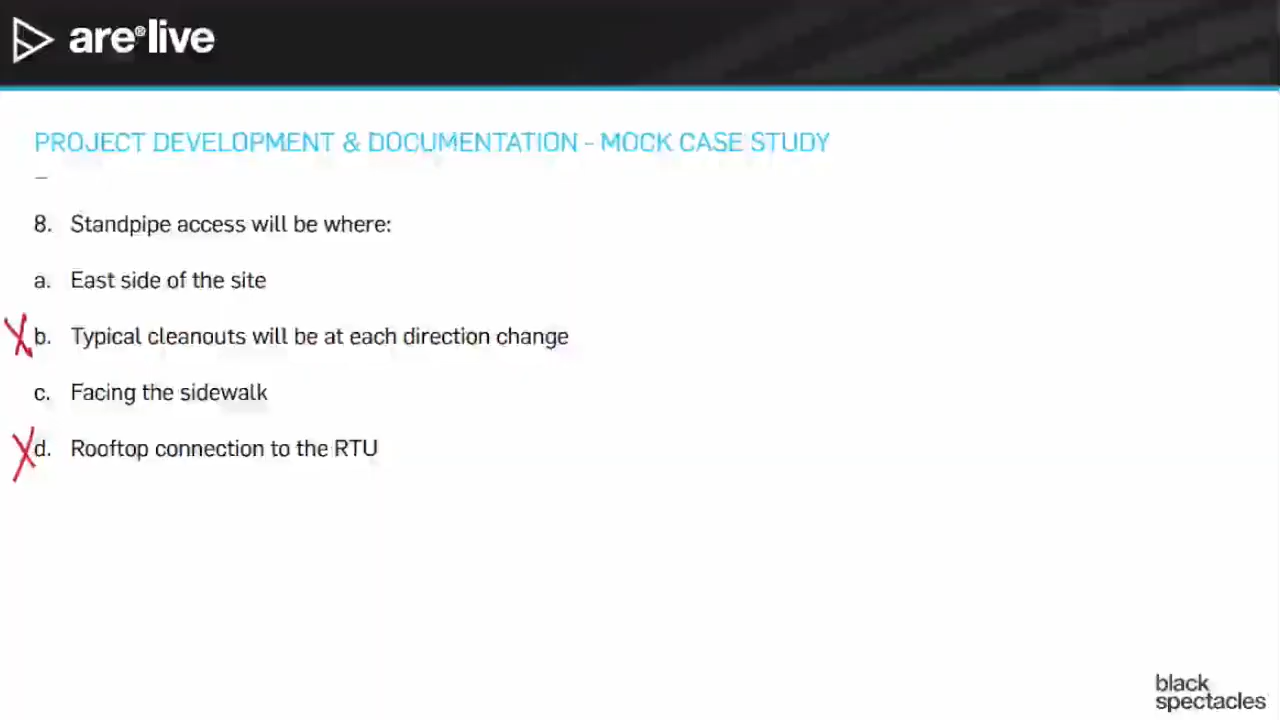 are®live
PROJECT DEVELOPMENT & DOCUMENTATION - MOCK CASE STUDY
8. Standpipe access will be where:
a. East side of the site
b. Typical cleanouts will be at each direction change
c. Facing the sidewalk
d. Rooftop connection to the RTU
black
spectacles